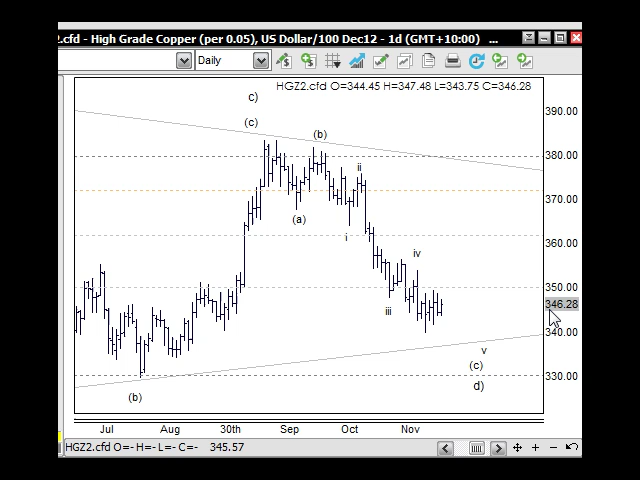 2.cfd - High Grade Copper (per 0.05), US Dollar/100 Dec12 - 1d (GMT+10:00) ...
Daily
HGZ2.cfd O=344.45 H=347.48 L=343.75 C=346.28
c)
390.00
(c)
(b)
380.00
ii
370.00
(a)
i
360.00
iv
350.00
346.28
iii
340.00
v
(c)
330.00
d)
(b)
Jul Aug 30th Sep Oct Nov
HGZ2.cfd O=- H=- L=- C=- 345.57